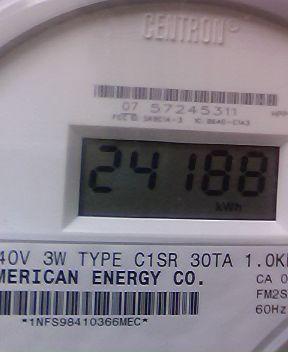 CENTRON®
07 57245311
24188
kWh
40V 3W TYPE C1SR 30TA 1.0K
MERICAN ENERGY CO.
CA 0
FM2S
60Hz
*1NFS98410366MEC*